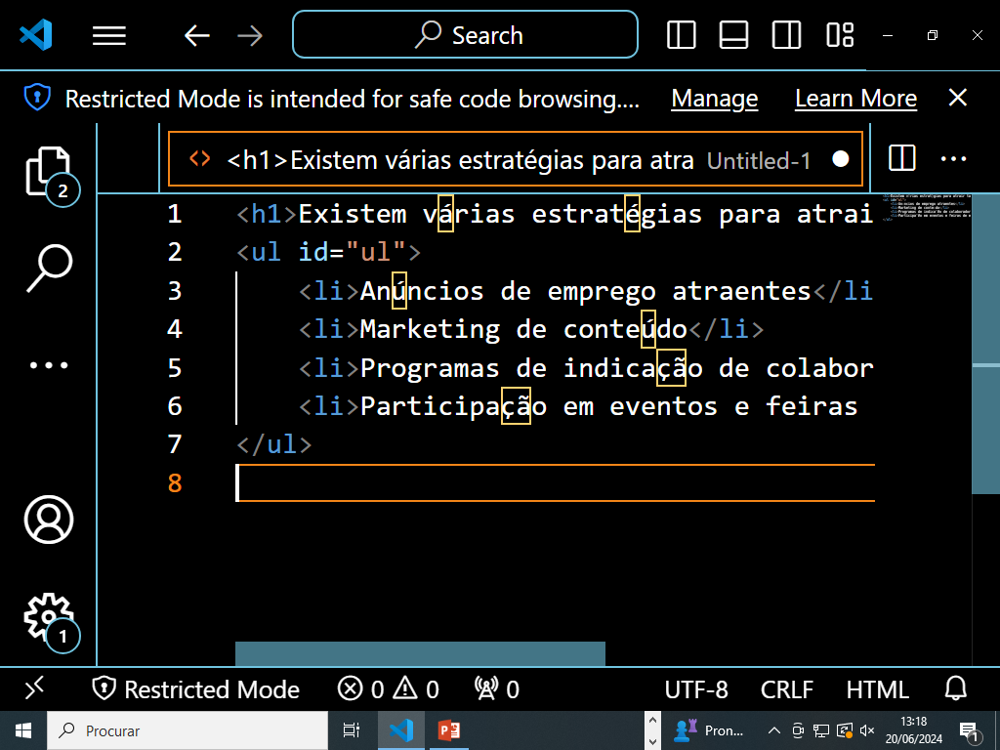 Search
Restricted Mode is intended for safe code browsing.... Manage Learn More
<h1>Existem várias estratégias para atra Untitled-1
2
1 <h1>Existem várias estratégias para atrai
2 <ul id="ul">
3 <li>Anúncios de emprego atraentes</li
4 <li>Marketing de conteúdo</li>
5 <li>Programas de indicação de colabor
6 <li>Participação em eventos e feiras
7 </ul>
8
1
Restricted Mode 0 0 0 UTF-8 CRLF HTML
Procurar Pron... 13:18
20/06/2024 1